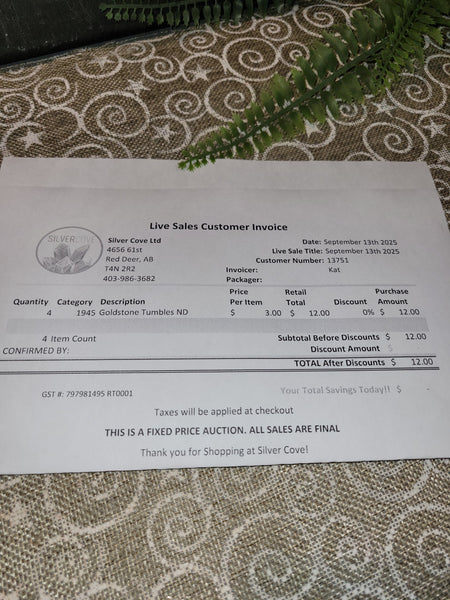 Live Sales Customer Invoice
SILVERCOVE
Silver Cove Ltd
4656 61st
Red Deer, AB
T4N 2R2
403-986-3682
Date: September 13th 2025
Live Sale Title: September 13th 2025
Customer Number: 13751
Invoicer: Kat
Packager:
Quantity Category Description Price Per Item Retail Total Discount Purchase Amount
4 1945 Goldstone Tumbles ND $ 3.00 $ 12.00 0% $ 12.00
4 Item Count Subtotal Before Discounts $ 12.00
CONFIRMED BY: Discount Amount $ -
TOTAL After Discounts $ 12.00
GST #: 797981495 RT0001 Your Total Savings Today!! $ -
Taxes will be applied at checkout
THIS IS A FIXED PRICE AUCTION. ALL SALES ARE FINAL
Thank you for Shopping at Silver Cove!